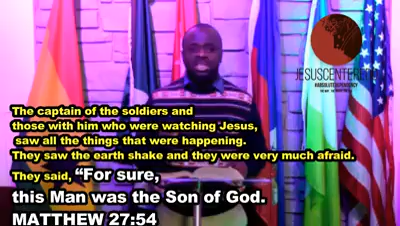 JESUSCENTERED
The captain of the soldiers and
those with him who were watching Jesus,
saw all the things that were happening.
They saw the earth shake and they were very much afraid.
They said, “For sure,
this Man was the Son of God.
MATTHEW 27:54